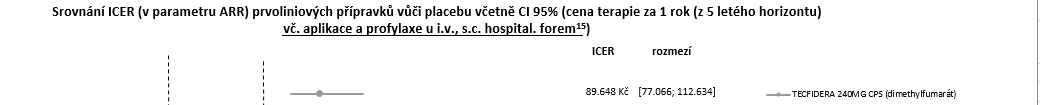 Srovnání ICER (v parametru ARR) prvoliniových přípravků vůči placebu včetně CI 95% (cena terapie za 1 rok (z 5 letého horizontu)
vč. aplikace a profylaxe u i.v., s.c. hospital. forem¹⁵)
ICER rozmezí
89.648 Kč [77.066; 112.634] TECFIDERA 240MG CPS (dimethylfumarát)